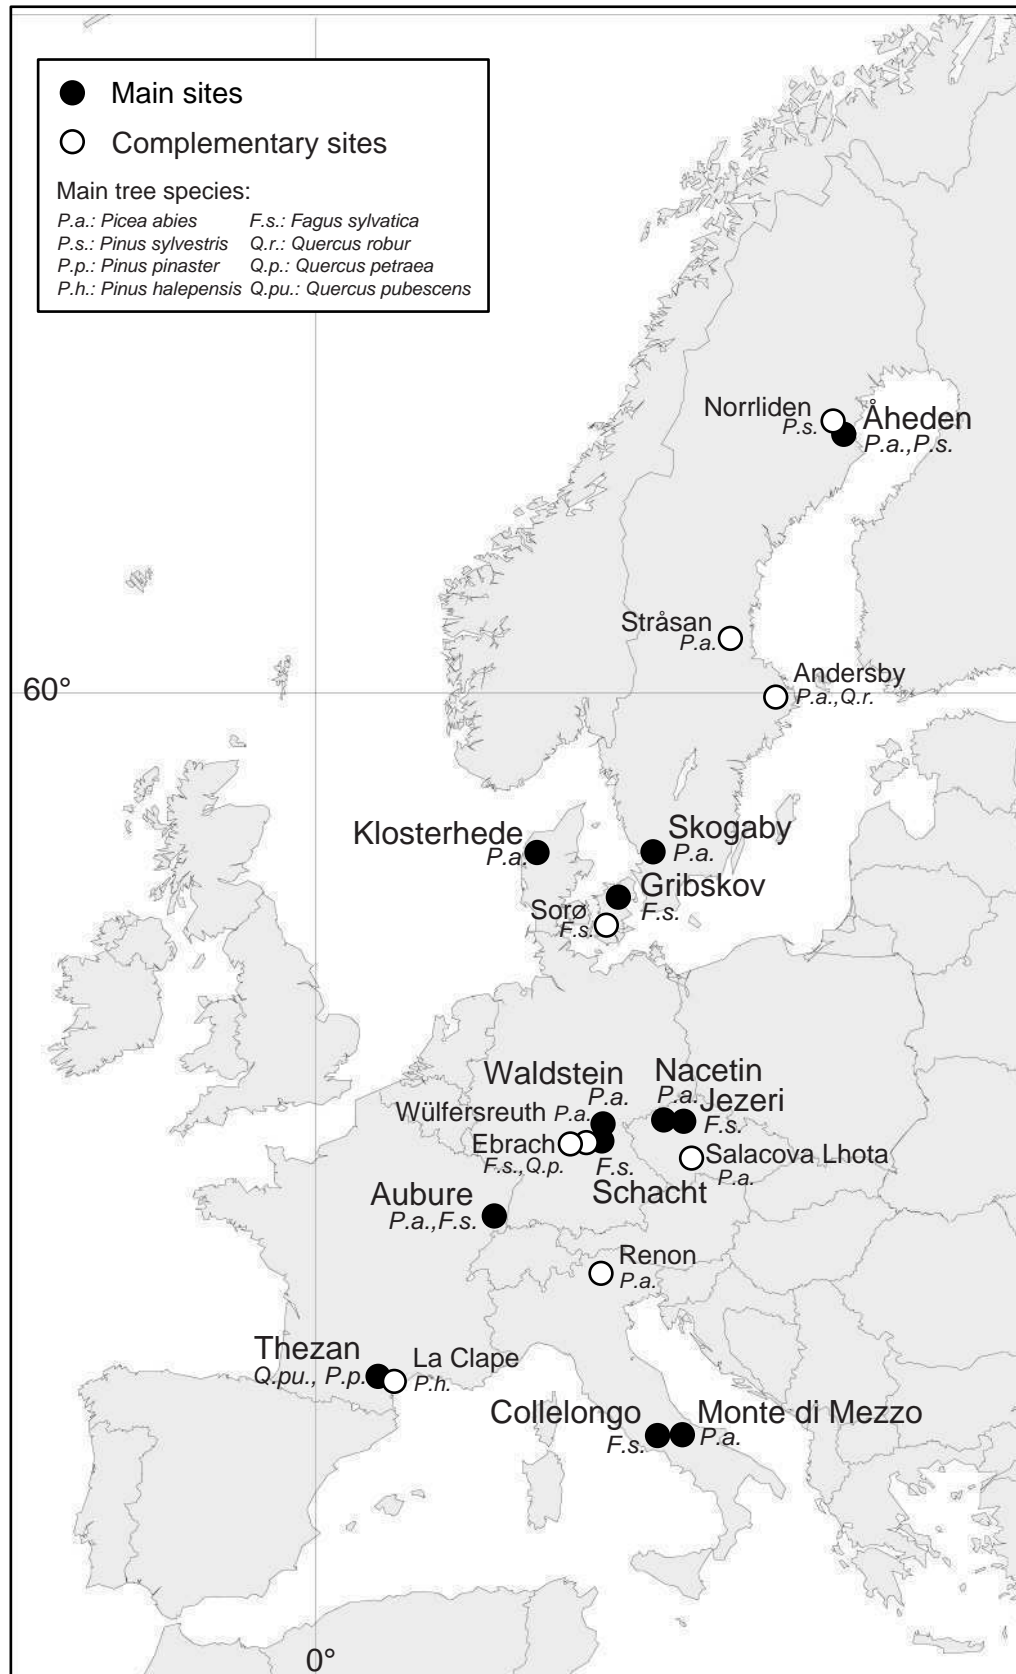 Main sites
Complementary sites
Main tree species:
P.a.: Picea abies F.s.: Fagus sylvatica
P.s.: Pinus sylvestris Q.r.: Quercus robur
P.p.: Pinus pinaster Q.p.: Quercus petraea
P.h.: Pinus halepensis Q.pu.: Quercus pubescens
Norrliden
P.s.
Åheden
P.a.,P.s.
Stråsan
P.a.
Andersby
P.a.,Q.r.
60°
Klosterhede
P.a.
Skogaby
P.a.
Gribskov
F.s.
Sorø
F.s.
Waldstein
P.a.
Nacetin
P.a.
Jezeri
F.s.
Wülfersreuth P.a.
Ebrach
F.s.,Q.p.
F.s.
Schacht
Salacova Lhota
P.a.
Aubure
P.a.,F.s.
Renon
P.a.
Thezan
Q.pu., P.p.
La Clape
P.h.
Collelongo
F.s.
Monte di Mezzo
P.a.
0°